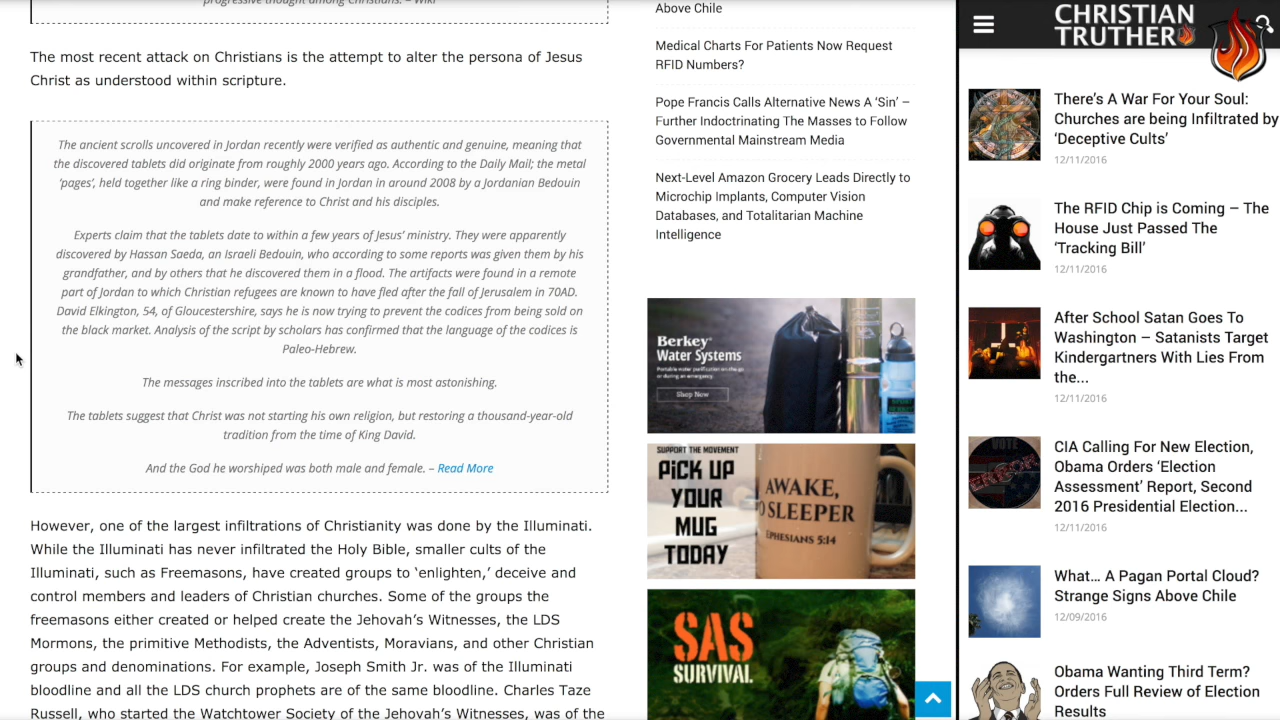 progressive thought among Christians. – Wiki
The most recent attack on Christians is the attempt to alter the persona of Jesus
Christ as understood within scripture.
The ancient scrolls uncovered in Jordan recently were verified as authentic and genuine, meaning that
the discovered tablets did originate from roughly 2000 years ago. According to the Daily Mail; the metal
‘pages’, held together like a ring binder, were found in Jordan in around 2008 by a Jordanian Bedouin
and make reference to Christ and his disciples.
Experts claim that the tablets date to within a few years of Jesus’ ministry. They were apparently
discovered by Hassan Saeda, an Israeli Bedouin, who according to some reports was given them by his
grandfather, and by others that he discovered them in a flood. The artifacts were found in a remote
part of Jordan to which Christian refugees are known to have fled after the fall of Jerusalem in 70AD.
David Elkington, 54, of Gloucestershire, says he is now trying to prevent the codices from being sold on
the black market. Analysis of the script by scholars has confirmed that the language of the codices is
Paleo-Hebrew.
The messages inscribed into the tablets are what is most astonishing.
The tablets suggest that Christ was not starting his own religion, but restoring a thousand-year-old
tradition from the time of King David.
And the God he worshiped was both male and female. – Read More
However, one of the largest infiltrations of Christianity was done by the Illuminati.
While the Illuminati has never infiltrated the Holy Bible, smaller cults of the
Illuminati, such as Freemasons, have created groups to ‘enlighten,’ deceive and
control members and leaders of Christian churches. Some of the groups the
freemasons either created or helped create the Jehovah’s Witnesses, the LDS
Mormons, the primitive Methodists, the Adventists, Moravians, and other Christian
groups and denominations. For example, Joseph Smith Jr. was of the Illuminati
bloodline and all the LDS church prophets are of the same bloodline. Charles Taze
Russell, who started the Watchtower Society of the Jehovah’s Witnesses, was of the
Above Chile
Medical Charts For Patients Now Request
RFID Numbers?
Pope Francis Calls Alternative News A ‘Sin’ –
Further Indoctrinating The Masses to Follow
Governmental Mainstream Media
Next-Level Amazon Grocery Leads Directly to
Microchip Implants, Computer Vision
Databases, and Totalitarian Machine
Intelligence
Berkey
Water Systems
Portable water purification on-the-go
or during an emergency.
Shop Now
SUPPORT THE MOVEMENT
PiCK UP
YOUR
MUG
TODAY
AWAKE,
O SLEEPER
EPHESIANS 5:14
SAS
SURVIVAL
CHRISTIAN
TRUTHER
There’s A War For Your Soul:
Churches are being Infiltrated by
‘Deceptive Cults’
12/11/2016
The RFID Chip is Coming – The
House Just Passed The
‘Tracking Bill’
12/11/2016
After School Satan Goes To
Washington – Satanists Target
Kindergartners With Lies From
the...
12/11/2016
VOTE
CIA Calling For New Election,
Obama Orders ‘Election
Assessment’ Report, Second
2016 Presidential Election...
12/11/2016
What… A Pagan Portal Cloud?
Strange Signs Above Chile
12/09/2016
Obama Wanting Third Term?
Orders Full Review of Election
Results